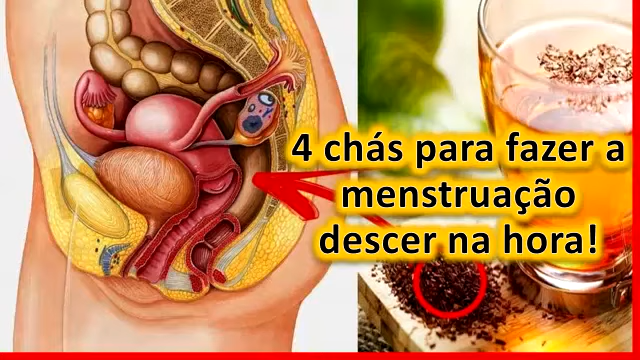 4 chás para fazer a
menstruação
descer na hora!